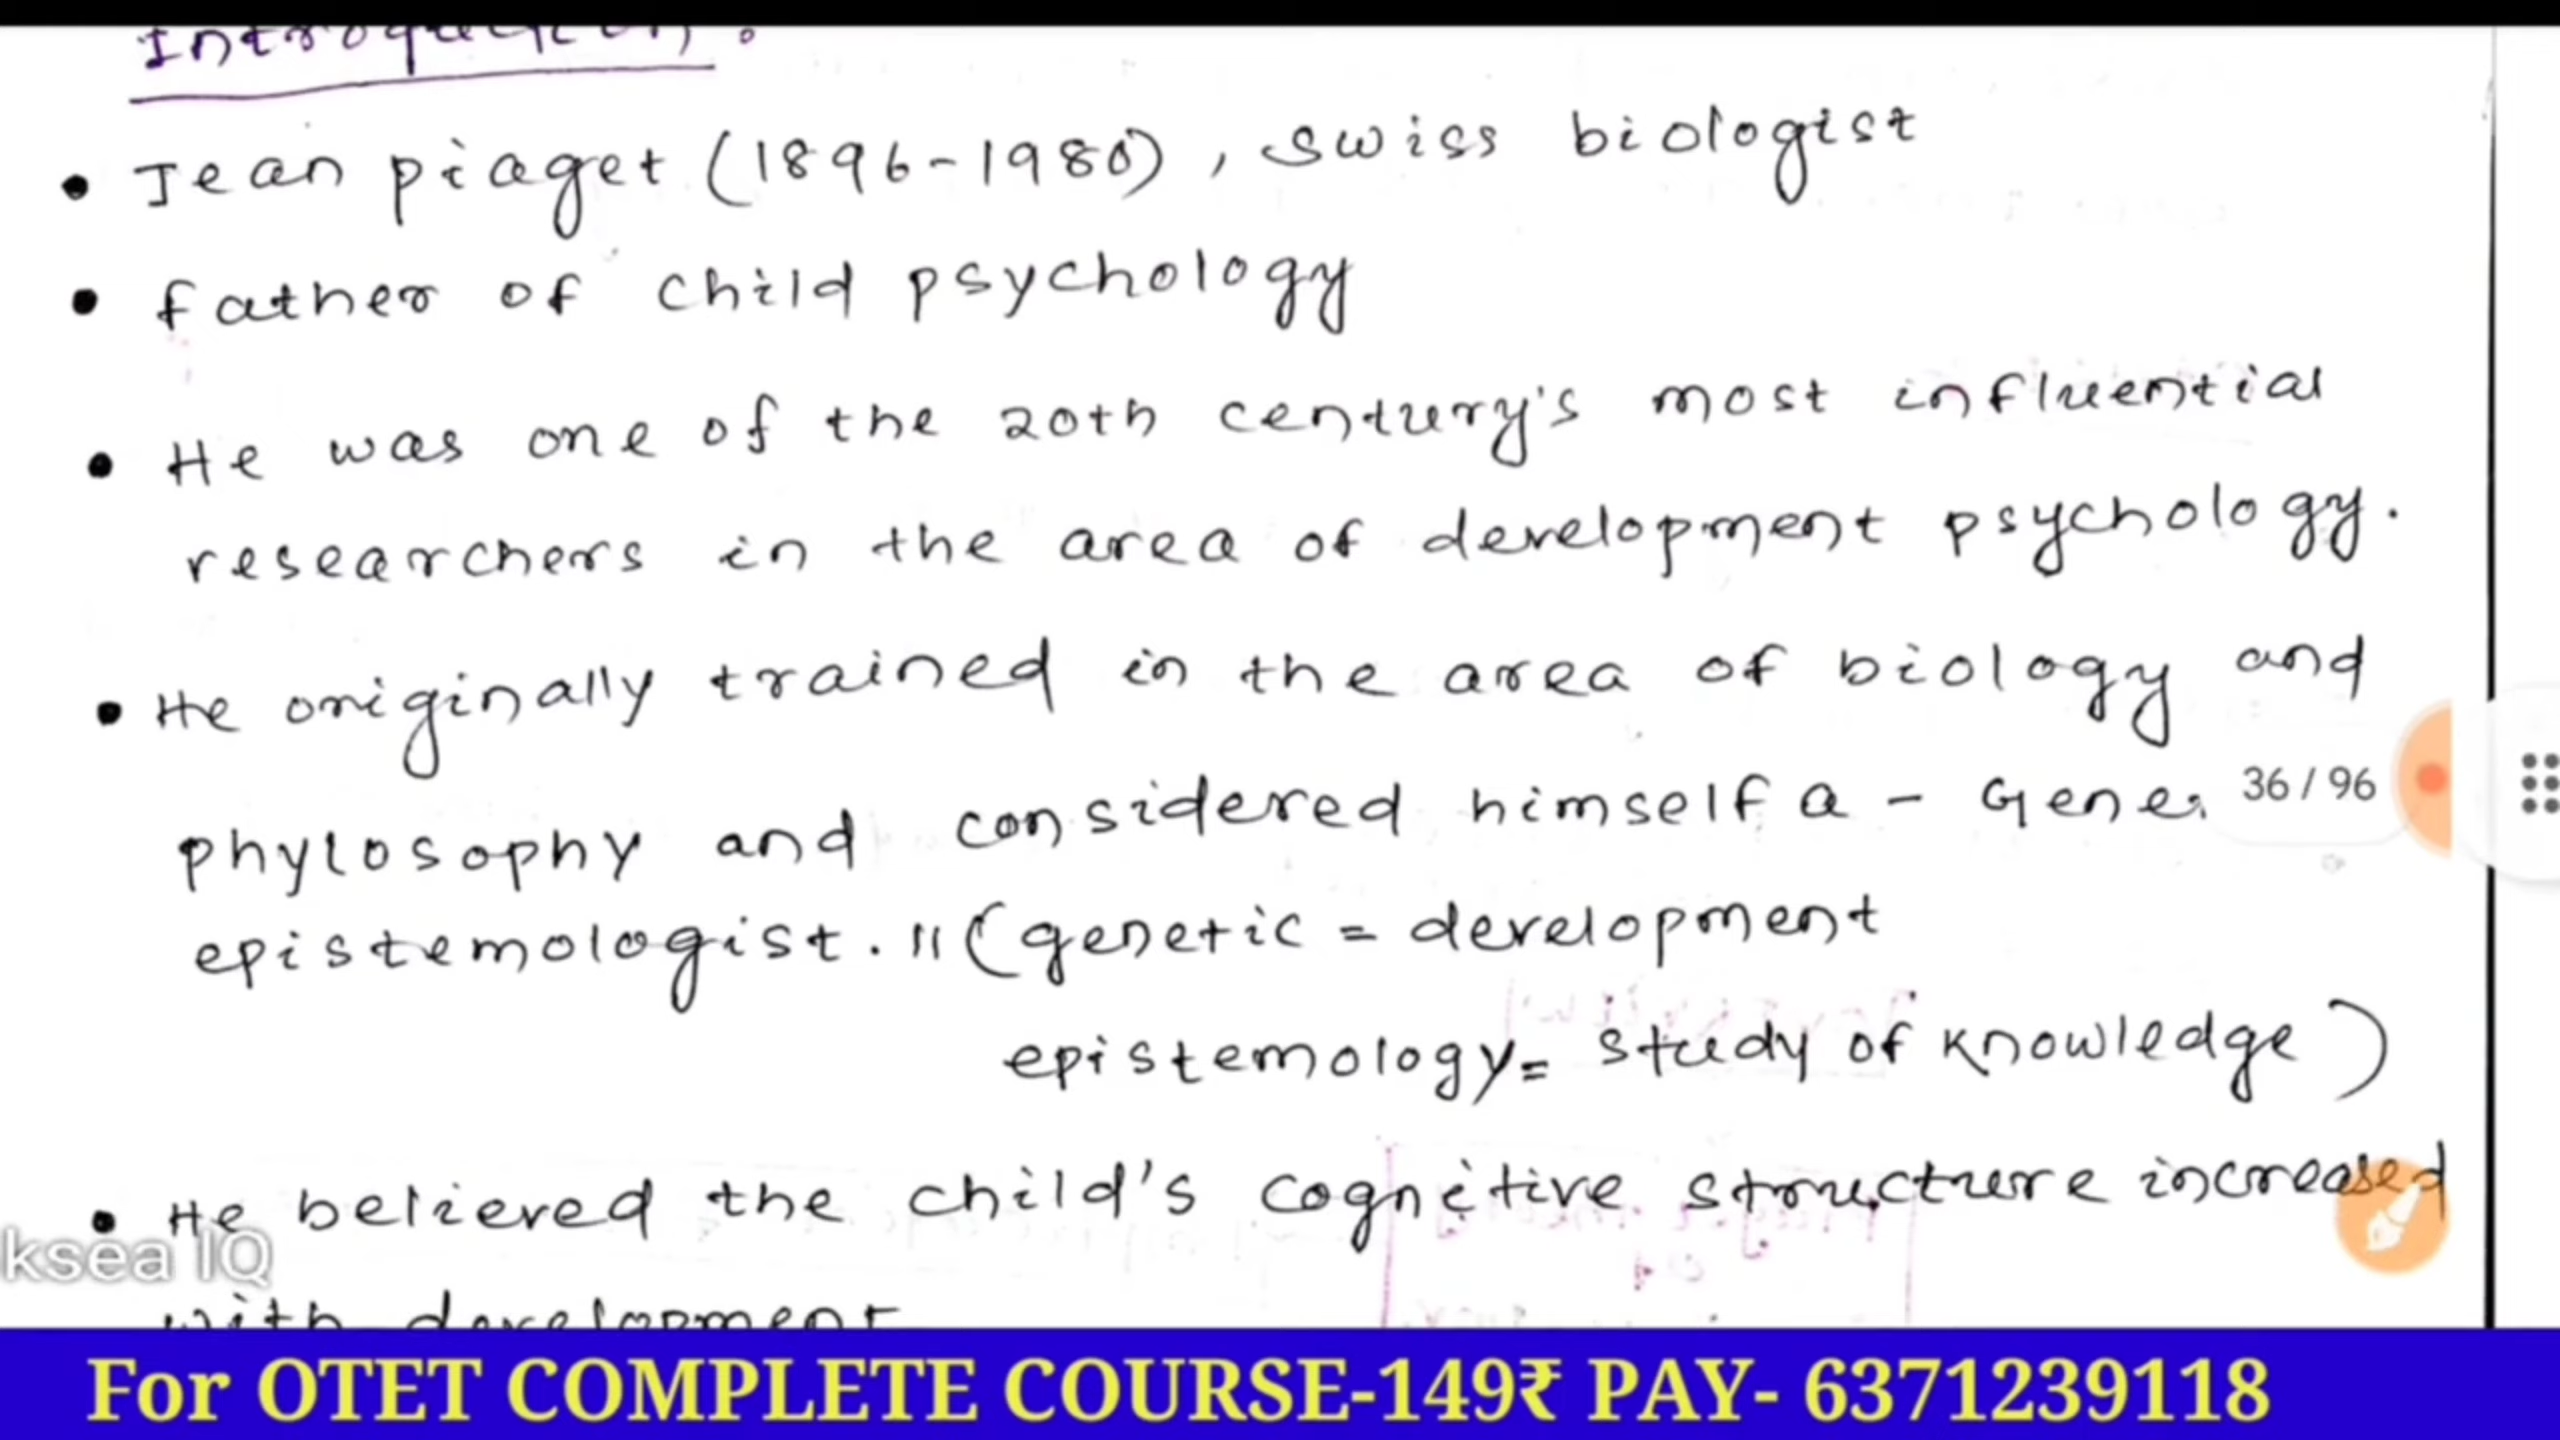 Introduction :
• Jean piaget (1896-1980), swiss biologist
• father of child psychology
• He was one of the 20th century's most influential
researchers in the area of development psychology.
• He originally trained in the area of biology and
phylosophy and considered himself a - Gene
36 / 96
epistemologist. " (genetic = development
epistemology = study of knowledge)
• He believed the child's cognitive structure increased
ksea IQ
with development
For OTET COMPLETE COURSE-149₹ PAY- 6371239118